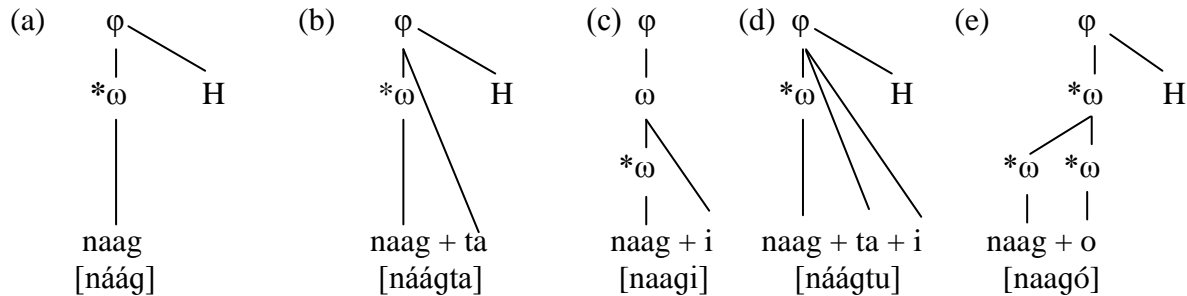 (a) φ (b) φ (c) φ (d) φ (e) φ
*ω H *ω H ω *ω H *ω H
*ω *ω *ω
naag naag + ta naag + i naag + ta + i naag + o
[náág] [náágta] [naagi] [náágtu] [naagó]